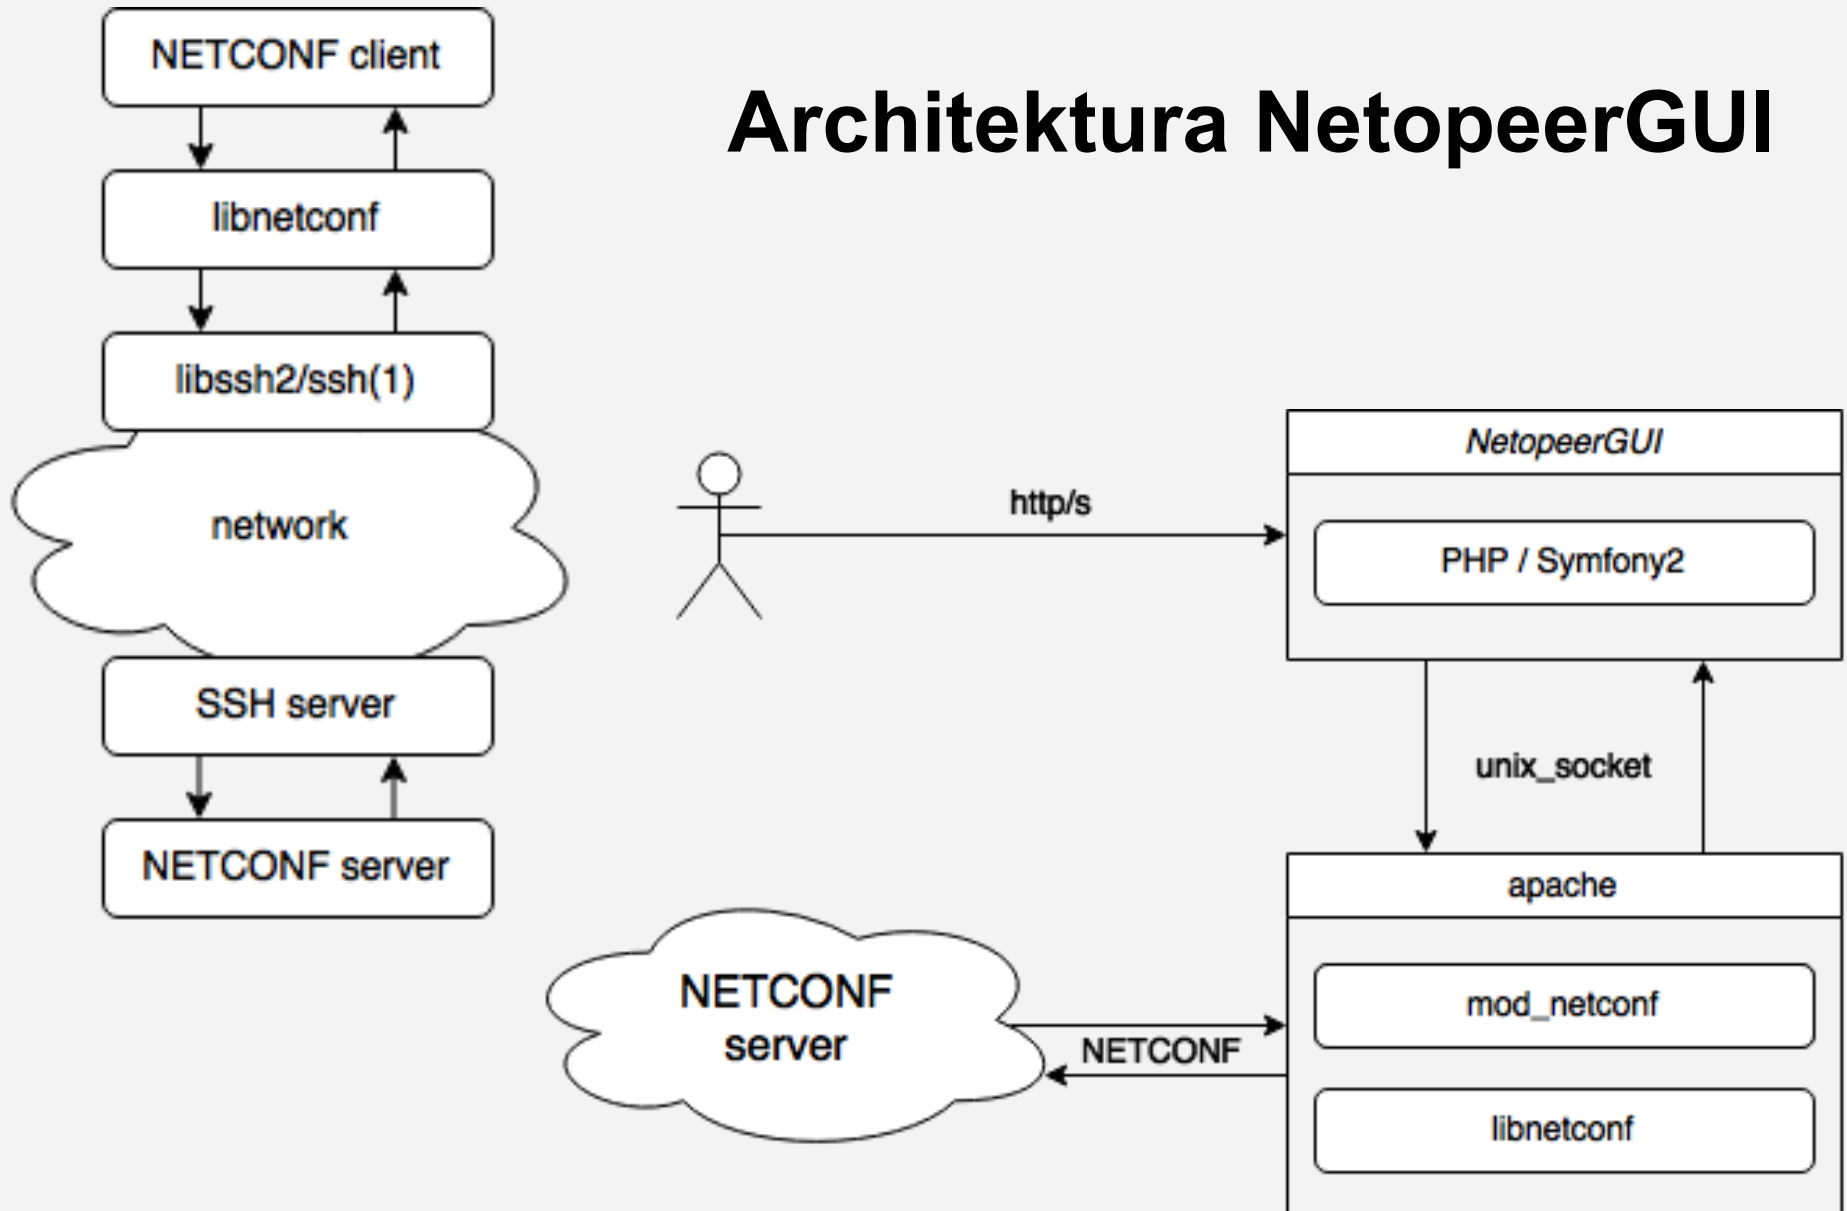 Architektura NetopeerGUI
NETCONF client
libnetconf
libssh2/ssh(1)
network
SSH server
NETCONF server
http/s
NetopeerGUI
PHP / Symfony2
unix_socket
apache
mod_netconf
libnetconf
NETCONF
server
NETCONF